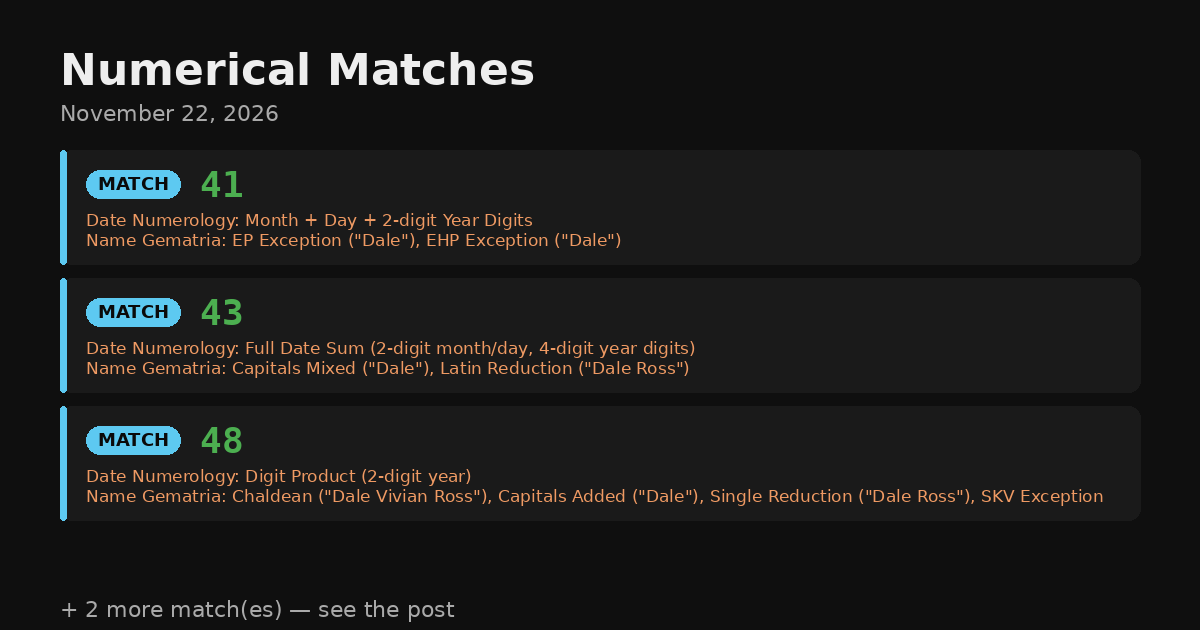 Numerical Matches
November 22, 2026
MATCH 41
Date Numerology: Month + Day + 2-digit Year Digits
Name Gematria: EP Exception ("Dale"), EHP Exception ("Dale")
MATCH 43
Date Numerology: Full Date Sum (2-digit month/day, 4-digit year digits)
Name Gematria: Capitals Mixed ("Dale"), Latin Reduction ("Dale Ross")
MATCH 48
Date Numerology: Digit Product (2-digit year)
Name Gematria: Chaldean ("Dale Vivian Ross"), Capitals Added ("Dale"), Single Reduction ("Dale Ross"), SKV Exception
+ 2 more match(es) — see the post